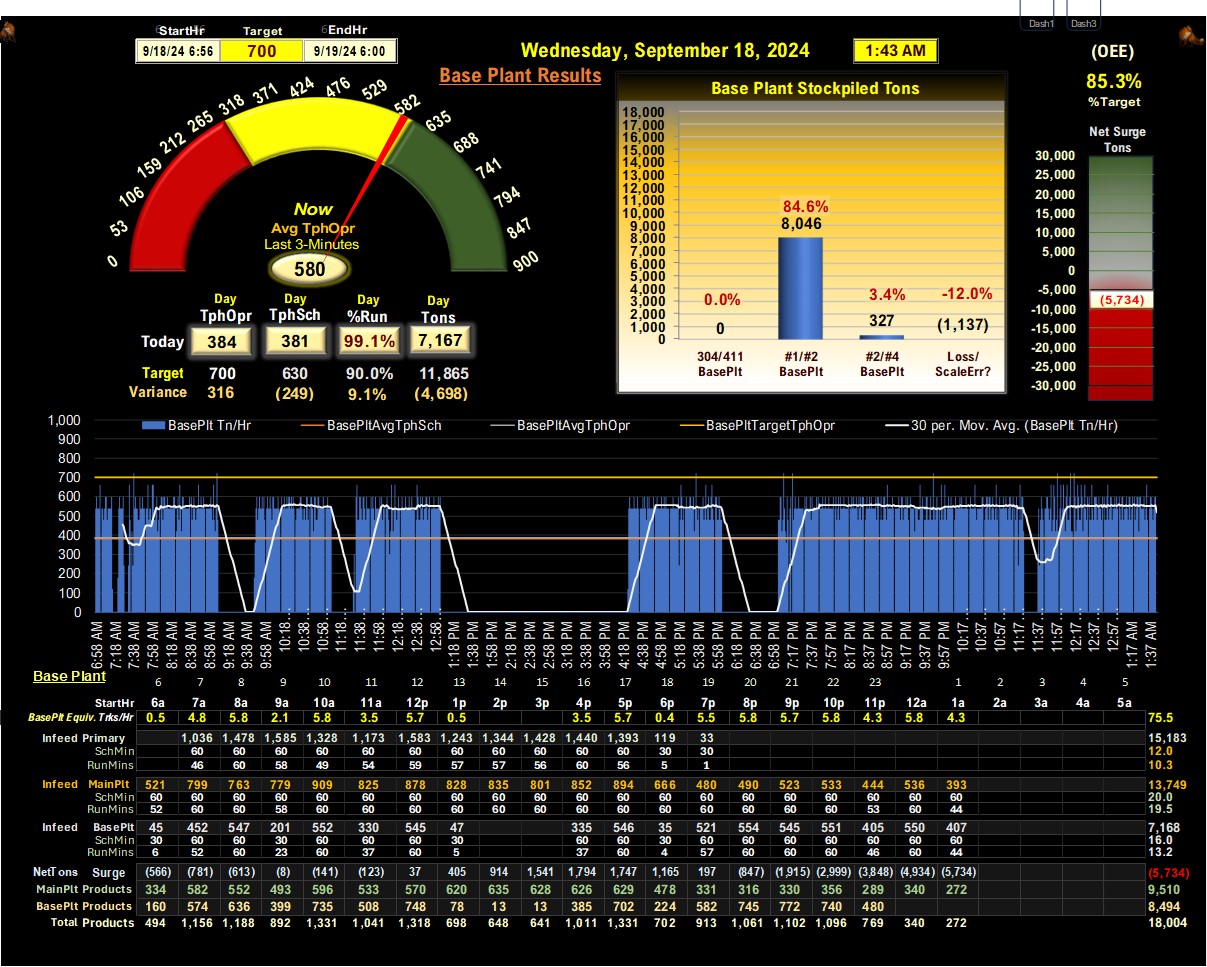 Dash1 Dash3
StartHr Target EndHr
9/18/24 6:56 700 9/19/24 6:00
Wednesday, September 18, 2024 1:43 AM
(OEE)
85.3%
%Target
Base Plant Results
Base Plant Stockpiled Tons
Net Surge
Tons
0 53 106 159 212 265 318 371 424 476 529 582 635 688 741 794 847 900
Now
Avg TphOpr
Last 3-Minutes
580
18,000
17,000
16,000
15,000
14,000
13,000
12,000
11,000
10,000
9,000
8,000
7,000
6,000
5,000
4,000
3,000
2,000
1,000
0
0.0% 84.6% 3.4% -12.0%
0 8,046 327 (1,137)
304/411 #1/#2 #2/#4 Loss/
BasePlt BasePlt BasePlt ScaleErr?
30,000
25,000
20,000
15,000
10,000
5,000
0
-5,000
(5,734)
-10,000
-15,000
-20,000
-25,000
-30,000
Day Day Day Day
TphOpr TphSch %Run Tons
Today 384 381 99.1% 7,167
Target 700 630 90.0% 11,865
Variance 316 (249) 9.1% (4,698)
BasePlt Tn/Hr BasePltAvgTphSch BasePltAvgTphOpr BasePltTargetTphOpr 30 per. Mov. Avg. (BasePlt Tn/Hr)
1,000
900
800
700
600
500
400
300
200
100
0
6:58 AM 7:18 AM 7:38 AM 7:58 AM 8:18 AM 8:38 AM 8:58 AM 9:18 AM 9:38 AM 9:58 AM 10:18... 10:38... 10:58... 11:18... 11:38... 11:58... 12:18... 12:38... 12:58... 1:18 PM 1:38 PM 1:58 PM 2:18 PM 2:38 PM 2:58 PM 3:18 PM 3:38 PM 3:58 PM 4:18 PM 4:38 PM 4:58 PM 5:18 PM 5:38 PM 5:58 PM 6:18 PM 6:38 PM 6:58 PM 7:17 PM 7:37 PM 7:57 PM 8:17 PM 8:37 PM 8:57 PM 9:17 PM 9:37 PM 9:57 PM 10:17... 10:37... 10:57... 11:17... 11:37... 11:57... 12:17... 12:37... 12:57... 1:17 AM 1:37 AM
Base Plant 6 7 8 9 10 11 12 13 14 15 16 17 18 19 20 21 22 23 1 2 3 4 5
StartHr 6a 7a 8a 9a 10a 11a 12p 1p 2p 3p 4p 5p 6p 7p 8p 9p 10p 11p 12a 1a 2a 3a 4a 5a
BasePlt Equiv. Trks/Hr 0.5 4.8 5.8 2.1 5.8 3.5 5.7 0.5 3.5 5.7 0.4 5.5 5.8 5.7 5.8 4.3 5.8 4.3 75.5
Infeed Primary 1,036 1,478 1,585 1,328 1,173 1,583 1,243 1,344 1,428 1,440 1,393 119 33 15,183
SchMin 60 60 60 60 60 60 60 60 60 60 60 30 30 12.0
RunMins 46 60 58 49 54 59 57 57 56 60 56 5 1 10.3
Infeed MainPlt 521 799 763 779 909 825 878 828 835 801 852 894 666 480 490 523 533 444 536 393 13,749
SchMin 60 60 60 60 60 60 60 60 60 60 60 60 60 60 60 60 60 60 60 60 20.0
RunMins 52 60 60 58 60 60 60 60 60 60 60 60 60 60 60 60 60 53 60 44 19.5
Infeed BasePlt 45 452 547 201 552 330 545 47 335 546 35 521 554 545 551 405 550 407 7,168
SchMin 30 60 60 30 60 60 60 30 60 60 30 60 60 60 60 60 60 60 16.0
RunMins 6 52 60 23 60 37 60 5 37 60 4 57 60 60 60 46 60 44 13.2
NetTons Surge (566) (781) (613) (8) (141) (123) 37 405 914 1,541 1,794 1,747 1,165 197 (847) (1,915) (2,999) (3,848) (4,934) (5,734) (5,734)
MainPlt Products 334 582 552 493 596 533 570 620 635 628 626 629 478 331 316 330 356 289 340 272 9,510
BasePlt Products 160 574 636 399 735 508 748 78 13 13 385 702 224 582 745 772 740 480 8,494
Total Products 494 1,156 1,188 892 1,331 1,041 1,318 698 648 641 1,011 1,331 702 913 1,061 1,102 1,096 769 340 272 18,004